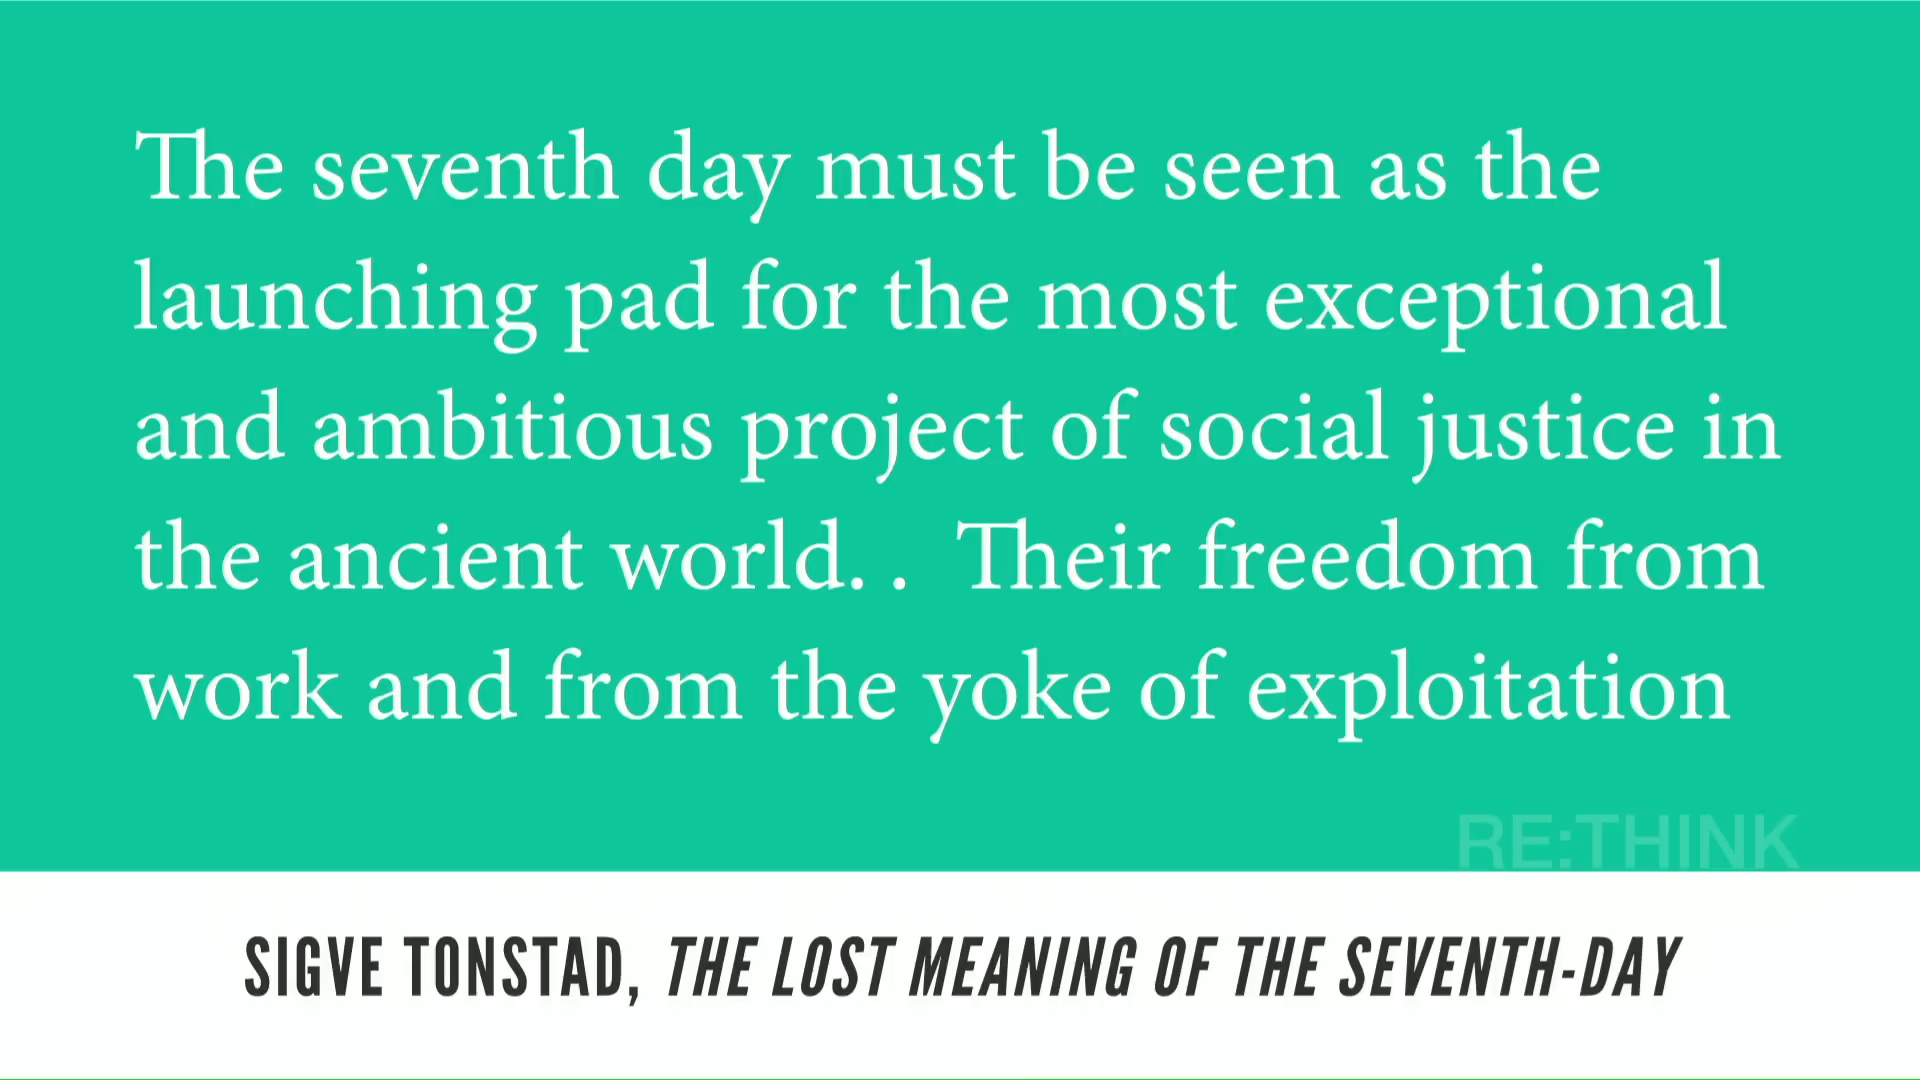 The seventh day must be seen as the
launching pad for the most exceptional
and ambitious project of social justice in
the ancient world. .  Their freedom from
work and from the yoke of exploitation
RE:THINK
SIGVE TONSTAD, THE LOST MEANING OF THE SEVENTH-DAY